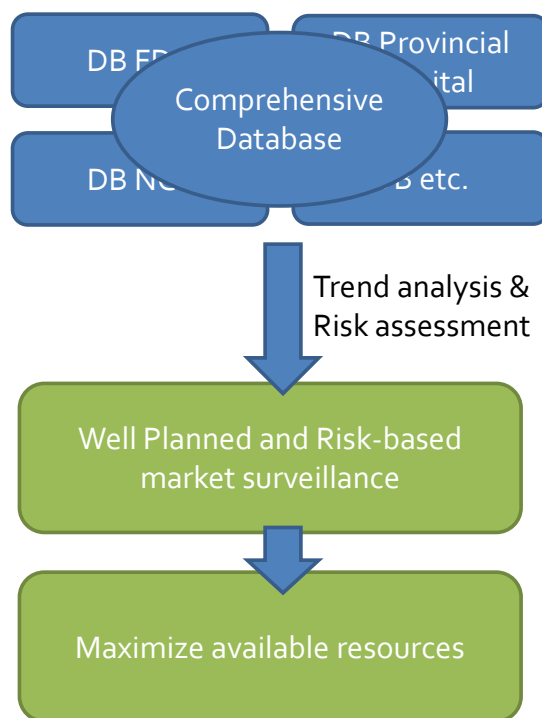 DB
DB Provincial
Comprehensive
Database
DB
etc.
Trend analysis &
Risk assessment
Well Planned and Risk-based
market surveillance
Maximize available resources